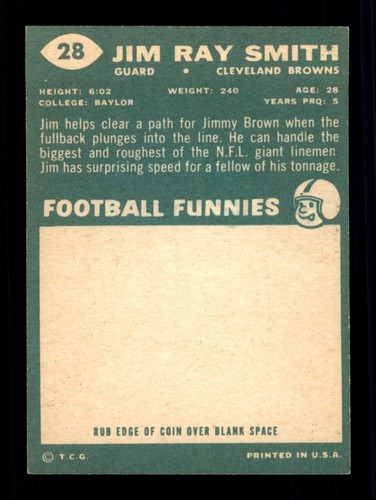 28 JIM RAY SMITH
GUARD • CLEVELAND BROWNS
HEIGHT: 6:02 WEIGHT: 240 AGE: 28
COLLEGE: BAYLOR YEARS PRO: 5
Jim helps clear a path for Jimmy Brown when the
fullback plunges into the line. He can handle the
biggest and roughest of the N.F.L. giant linemen.
Jim has surprising speed for a fellow of his tonnage.
FOOTBALL FUNNIES
RUB EDGE OF COIN OVER BLANK SPACE
© T.C.G. PRINTED IN U.S.A.